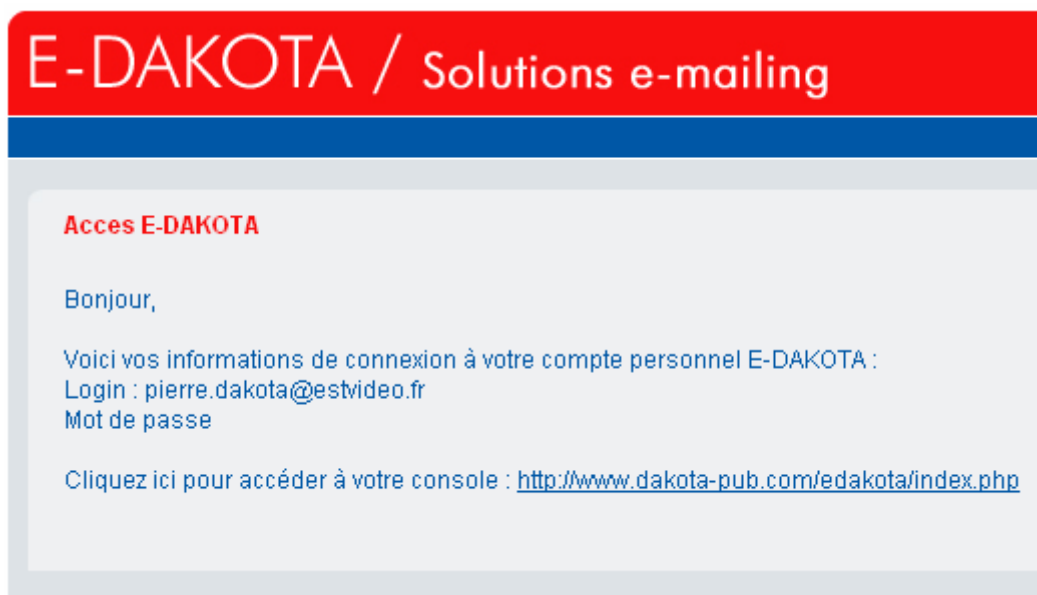 E-DAKOTA / Solutions e-mailing
Acces E-DAKOTA
Bonjour,
Voici vos informations de connexion à votre compte personnel E-DAKOTA :
Login : pierre.dakota@estvideo.fr
Mot de passe
Cliquez ici pour accéder à votre console : http://www.dakota-pub.com/edakota/index.php